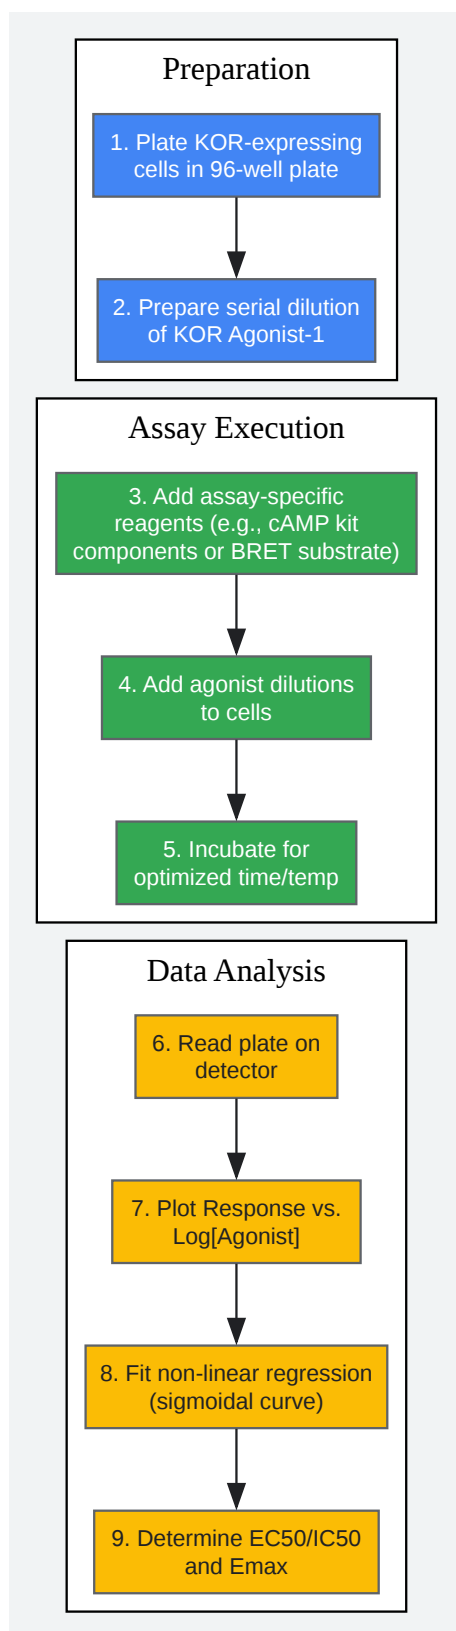 Preparation
1. Plate KOR-expressing
cells in 96-well plate
2. Prepare serial dilution
of KOR Agonist-1
Assay Execution
3. Add assay-specific
reagents (e.g., cAMP kit
components or BRET substrate)
4. Add agonist dilutions
to cells
5. Incubate for
optimized time/temp
Data Analysis
6. Read plate on
detector
7. Plot Response vs.
Log[Agonist]
8. Fit non-linear regression
(sigmoidal curve)
9. Determine EC50/IC50
and Emax